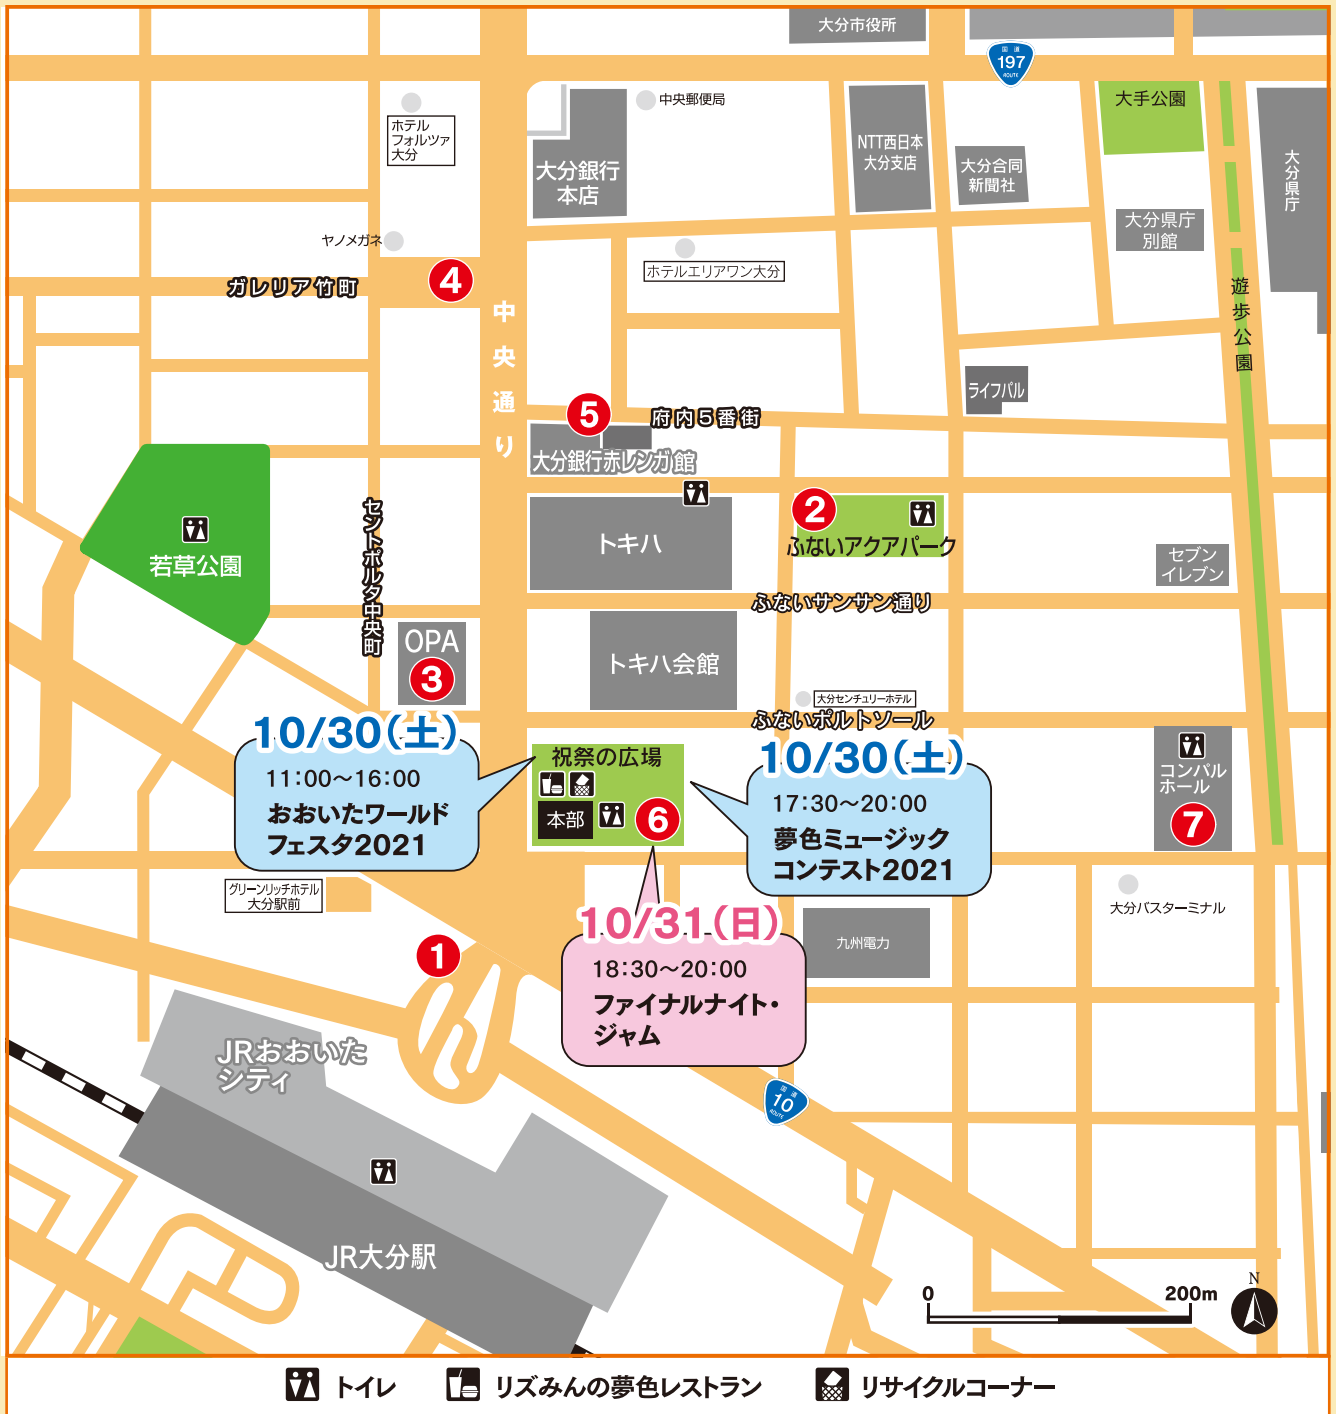 大分市役所
国道
197
ROUTE
ホテル
フォルツァ
大分
中央郵便局
大分銀行
本店
NTT西日本
大分支店
大分合同
新聞社
大手公園
大分県庁
大分県庁
別館
ヤノメガネ
ガレリア竹町
4
ホテルエリアワン大分
中央通り
遊歩公園
ライフパル
5
府内5番街
大分銀行赤レンガ館
若草公園
セントポルタ中央町
トキハ
2
ふないアクアパーク
セブン
イレブン
ふないサンサン通り
OPA
3
トキハ会館
大分センチュリーホテル
ふないポルトソール
10/30(土)
11:00〜16:00
おおいたワールド
フェスタ2021
祝祭の広場
本部
6
10/30(土)
17:30〜20:00
夢色ミュージック
コンテスト2021
コンパル
ホール
7
グリーンリッチホテル
大分駅前
大分バスターミナル
10/31(日)
18:30〜20:00
ファイナルナイト・
ジャム
九州電力
1
JRおおいた
シティ
国道
10
ROUTE
JR大分駅
0
200m
N
トイレ
リズみんの夢色レストラン
リサイクルコーナー